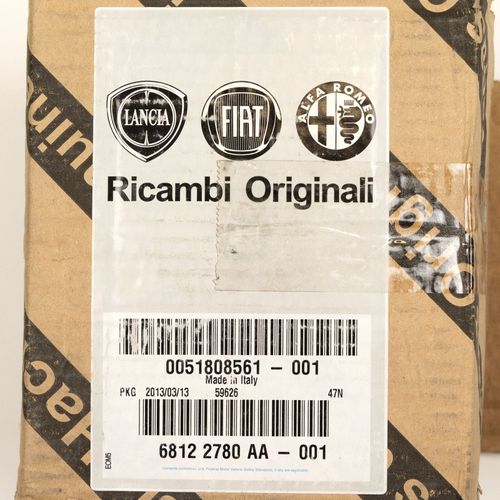 LANCIA
FIAT
ALFA ROMEO
Ricambi Originali
0051808561 - 001
Made in Italy
PKG 2013/03/13 59626 47N
6812 2780 AA - 001
ECOM5